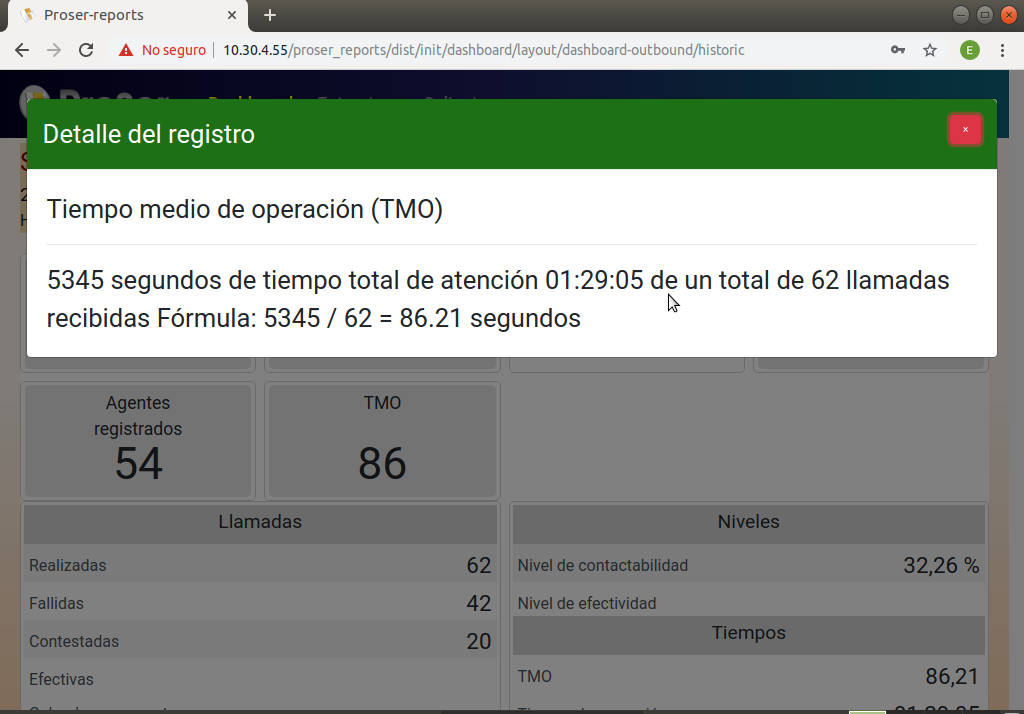 Proser-reports
No seguro
10.30.4.55/proser_reports/dist/init/dashboard/layout/dashboard-outbound/historic
E
Detalle del registro
×
Tiempo medio de operación (TMO)
5345 segundos de tiempo total de atención 01:29:05 de un total de 62 llamadas
recibidas Fórmula: 5345 / 62 = 86.21 segundos
Agentes
registrados
54
TMO
86
Llamadas
Realizadas 62
Fallidas 42
Contestadas 20
Efectivas
Niveles
Nivel de contactabilidad 32,26 %
Nivel de efectividad
Tiempos
TMO 86,21